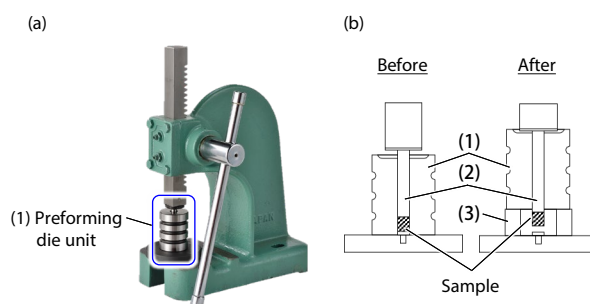 (a)
(1) Preforming
die unit
(b)
Before
After
(1)
(2)
(3)
Sample